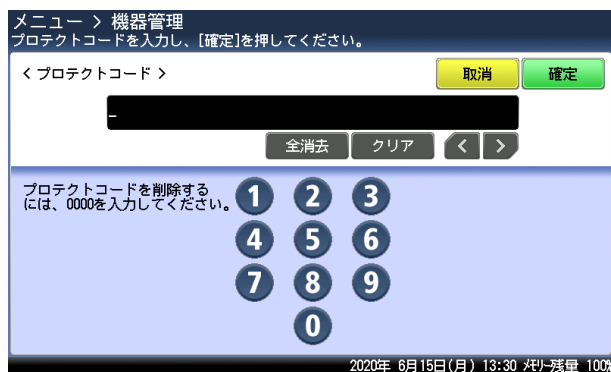 メニュー > 機器管理
プロテクトコードを入力し、[確定]を押してください。
< プロテクトコード >
取消
確定
_
全消去
クリア
<
>
プロテクトコードを削除する
には、0000を入力してください。
1
2
3
4
5
6
7
8
9
0
2020年 6月15日(月) 13:30 メモリー残量 100%